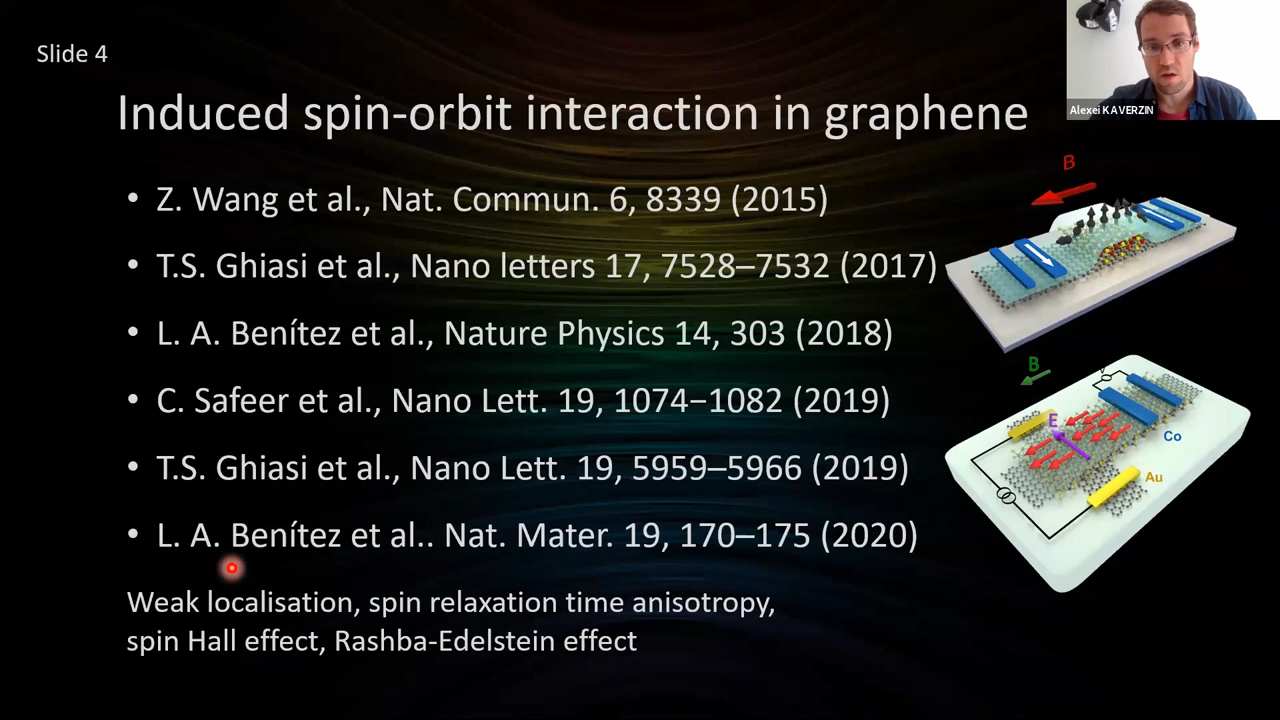 Slide 4
Alexei KAVERZIN
Induced spin-orbit interaction in graphene
• Z. Wang et al., Nat. Commun. 6, 8339 (2015)
• T.S. Ghiasi et al., Nano letters 17, 7528–7532 (2017)
• L. A. Benítez et al., Nature Physics 14, 303 (2018)
• C. Safeer et al., Nano Lett. 19, 1074−1082 (2019)
• T.S. Ghiasi et al., Nano Lett. 19, 5959–5966 (2019)
• L. A. Benítez et al.. Nat. Mater. 19, 170–175 (2020)
Weak localisation, spin relaxation time anisotropy,
spin Hall effect, Rashba-Edelstein effect
B
B
E
Co
Au